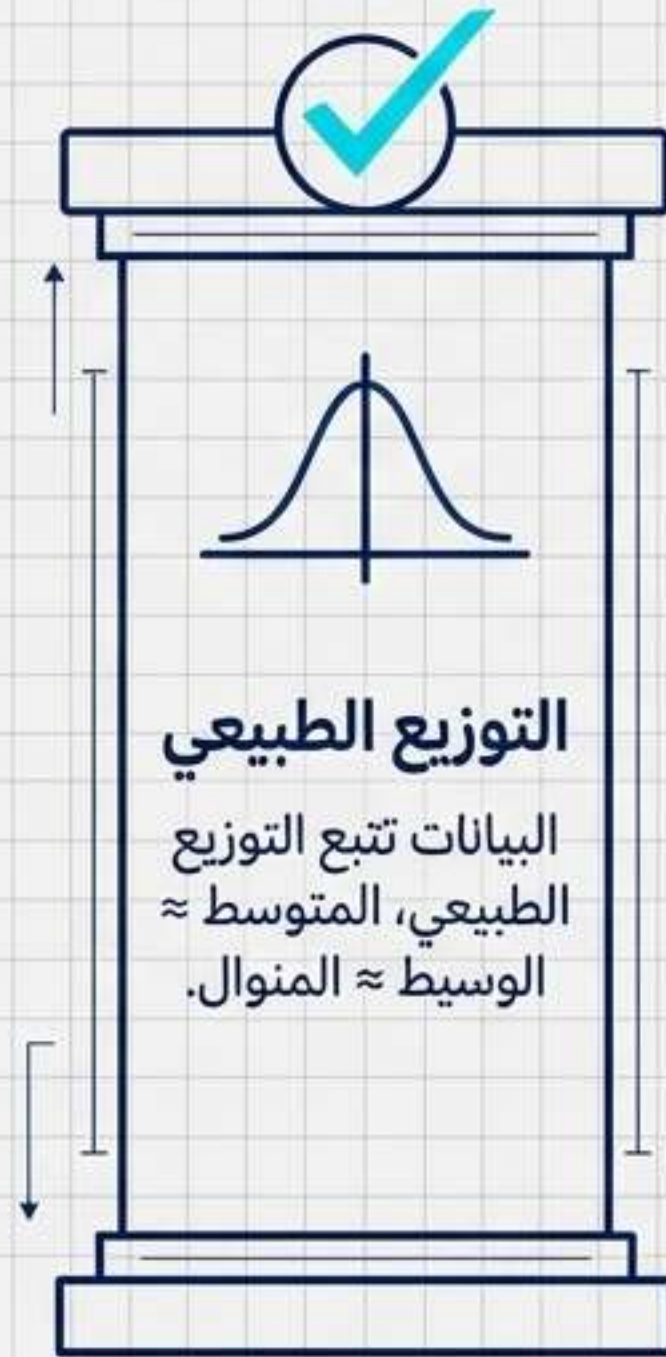 التوزيع الطبيعي
البيانات تتبع التوزيع
الطبيعي، المتوسط ≈
الوسيط ≈ المنوال.